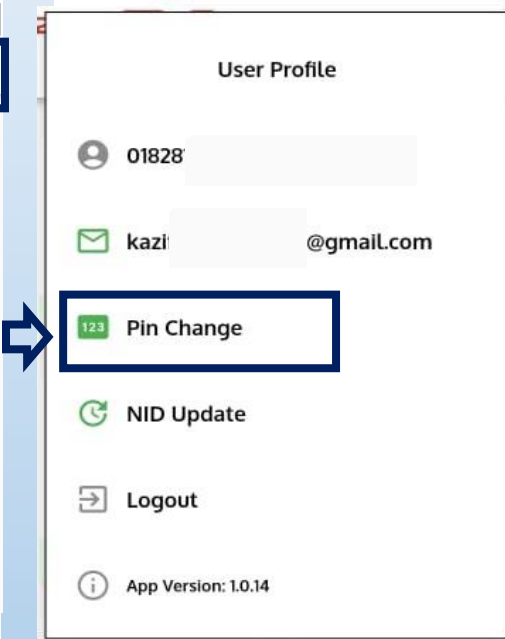 User Profile
01828
kazi
@gmail.com
123
Pin Change
NID Update
Logout
App Version: 1.0.14